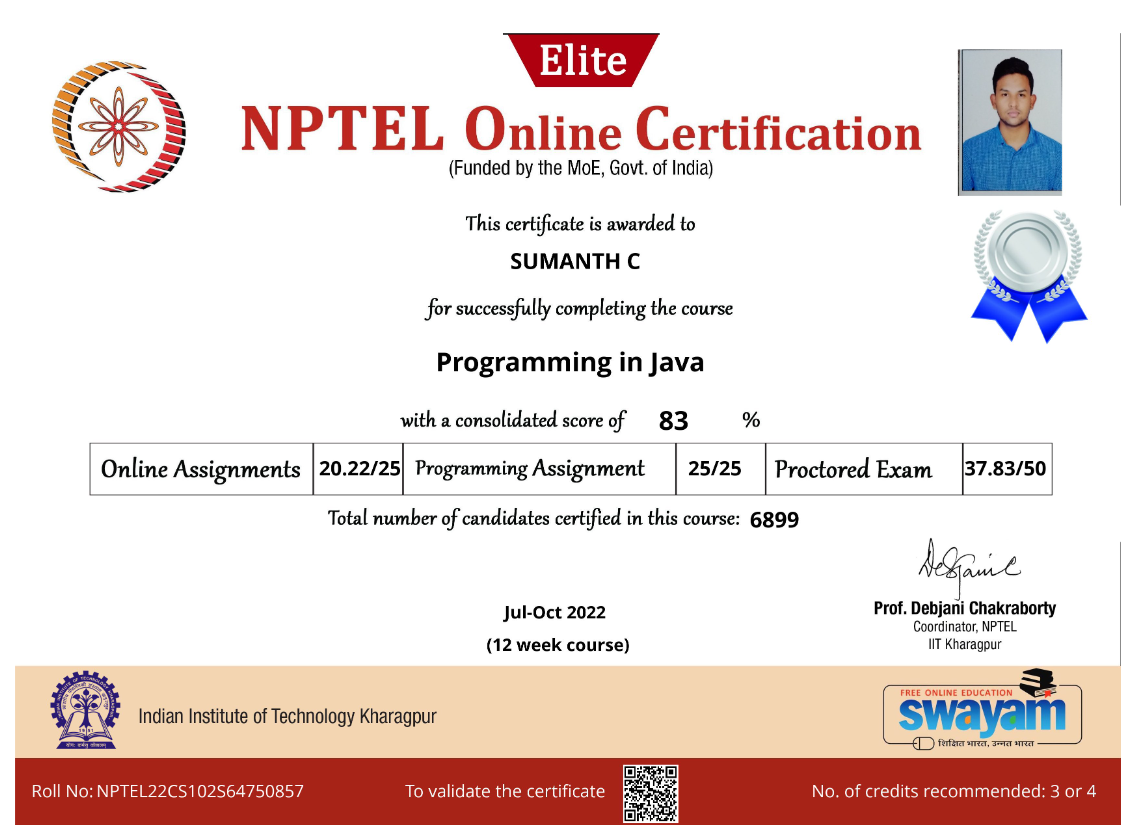 Elite
NPTEL Online Certification
(Funded by the MoE, Govt. of India)
This certificate is awarded to
SUMANTH C
for successfully completing the course
Programming in Java
with a consolidated score of 83 %
Online Assignments 20.22/25 Programming Assignment 25/25 Proctored Exam 37.83/50
Total number of candidates certified in this course: 6899
Jul-Oct 2022
(12 week course)
Prof. Debjani Chakraborty
Coordinator, NPTEL
IIT Kharagpur
Indian Institute of Technology Kharagpur
FREE ONLINE EDUCATION
swayam
शिक्षित भारत, उन्नत भारत
Roll No: NPTEL22CS102S64750857
To validate the certificate
No. of credits recommended: 3 or 4